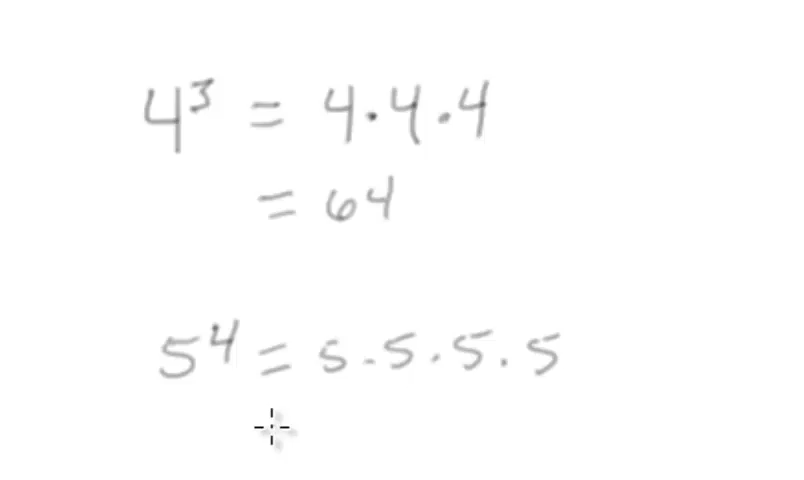 4³ = 4·4·4
= 64
5⁴ = 5·5·5·5